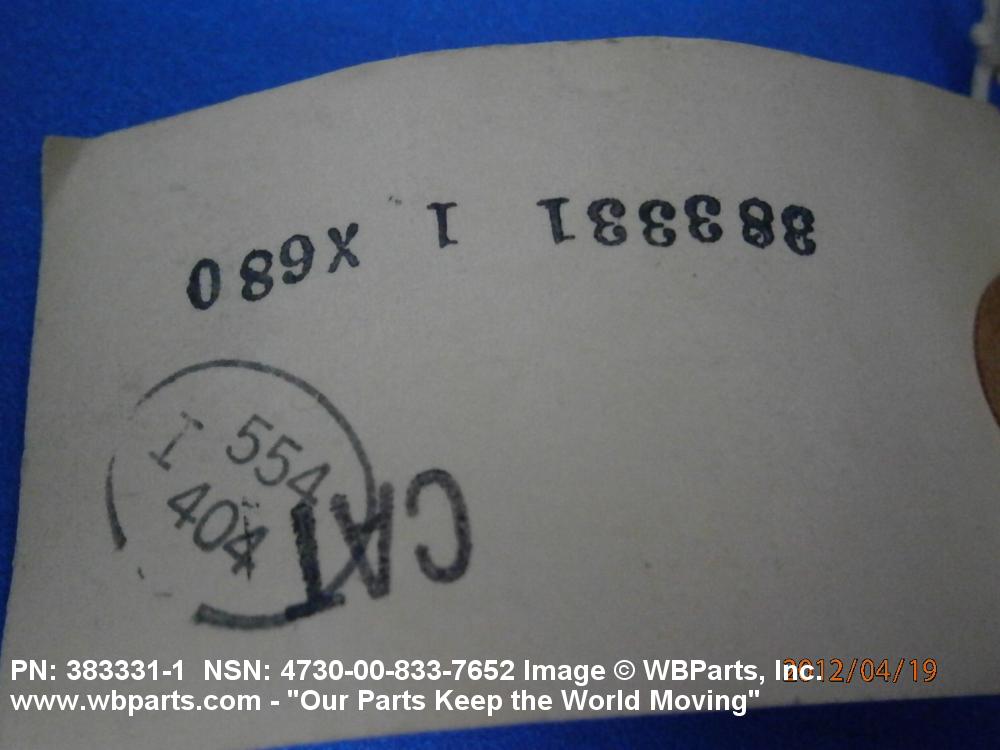 383331 1 X680
I 554
404
CAT
PN: 383331-1 NSN: 4730-00-833-7652 Image © WBParts, Inc.
2012/04/19
www.wbparts.com - "Our Parts Keep the World Moving"